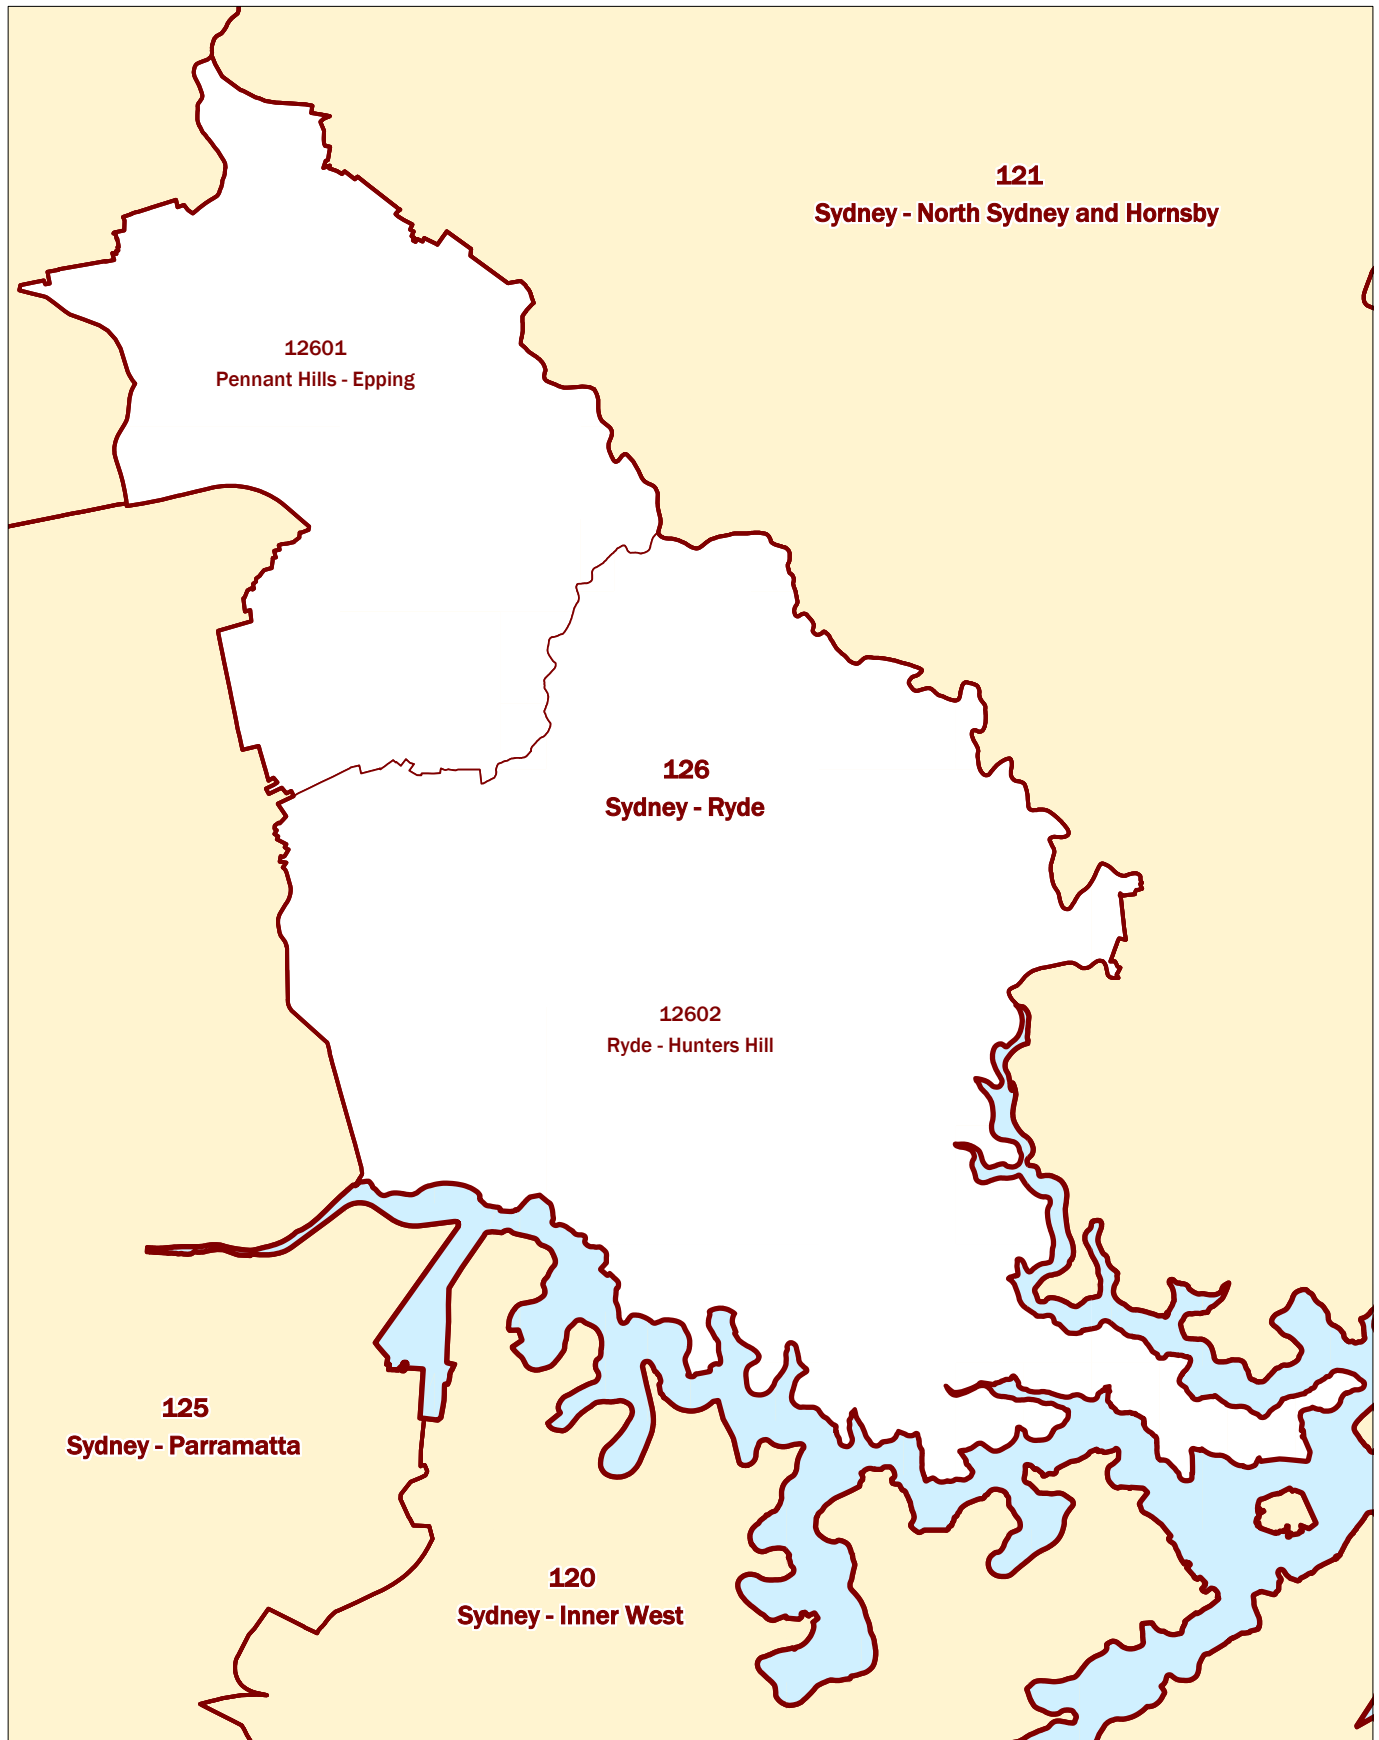 121
Sydney - North Sydney and Hornsby
12601
Pennant Hills - Epping
126
Sydney - Ryde
12602
Ryde - Hunters Hill
125
Sydney - Parramatta
120
Sydney - Inner West